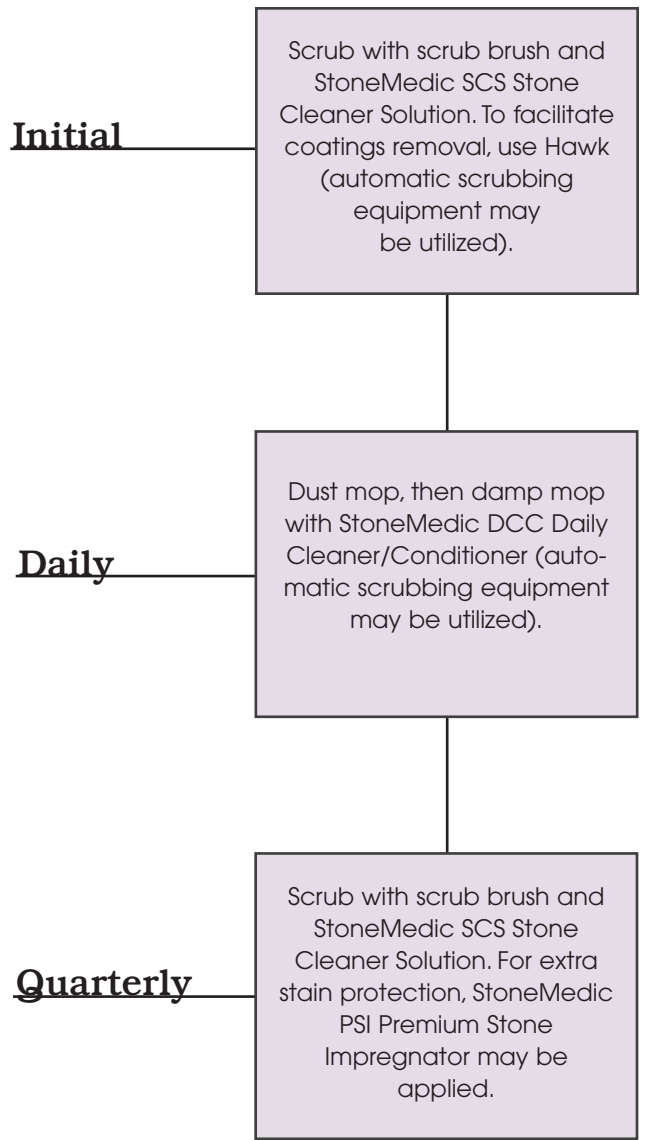 Initial
Scrub with scrub brush and
StoneMedic SCS Stone
Cleaner Solution. To facilitate
coatings removal, use Hawk
(automatic scrubbing
equipment may
be utilized).
Daily
Dust mop, then damp mop
with StoneMedic DCC Daily
Cleaner/Conditioner (auto-
matic scrubbing equipment
may be utilized).
Quarterly
Scrub with scrub brush and
StoneMedic SCS Stone
Cleaner Solution. For extra
stain protection, StoneMedic
PSI Premium Stone
Impregnator may be
applied.